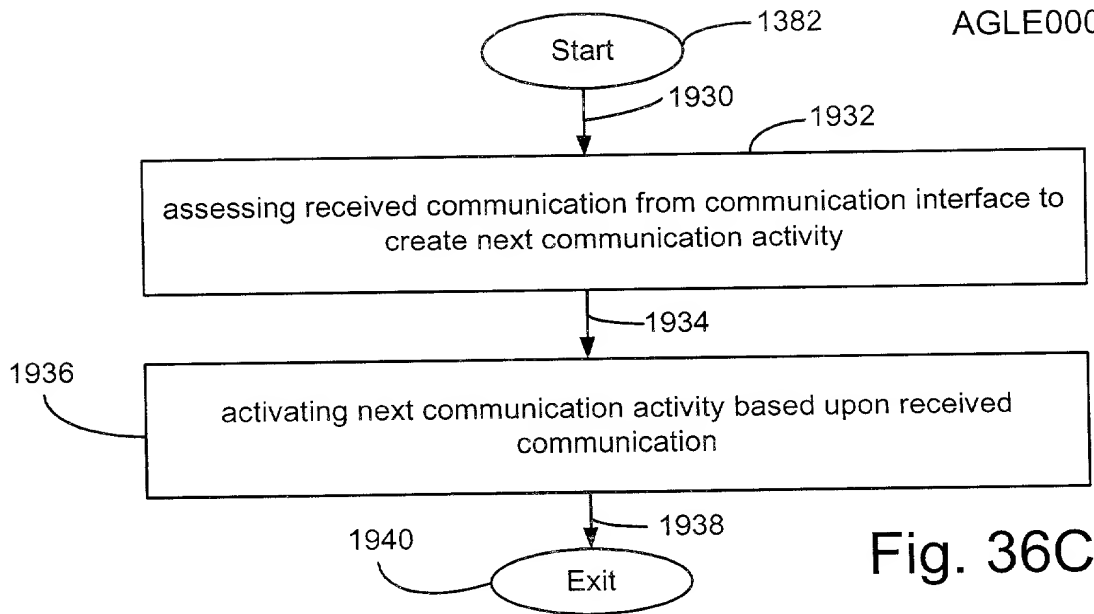 1382
AGLE000
Start
1930
1932
assessing received communication from communication interface to
create next communication activity
1934
1936
activating next communication activity based upon received
communication
1938
1940
Exit
Fig. 36C